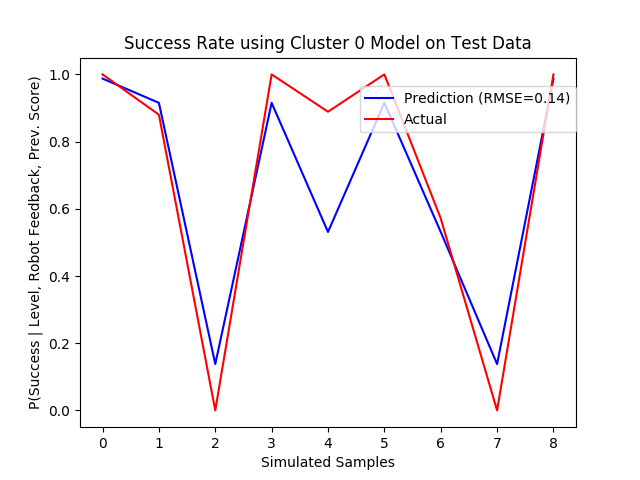 Success Rate using Cluster 0 Model on Test Data
P(Success | Level, Robot Feedback, Prev. Score)
1.0
0.8
0.6
0.4
0.2
0.0
Prediction (RMSE=0.14)
Actual
0 1 2 3 4 5 6 7 8
Simulated Samples